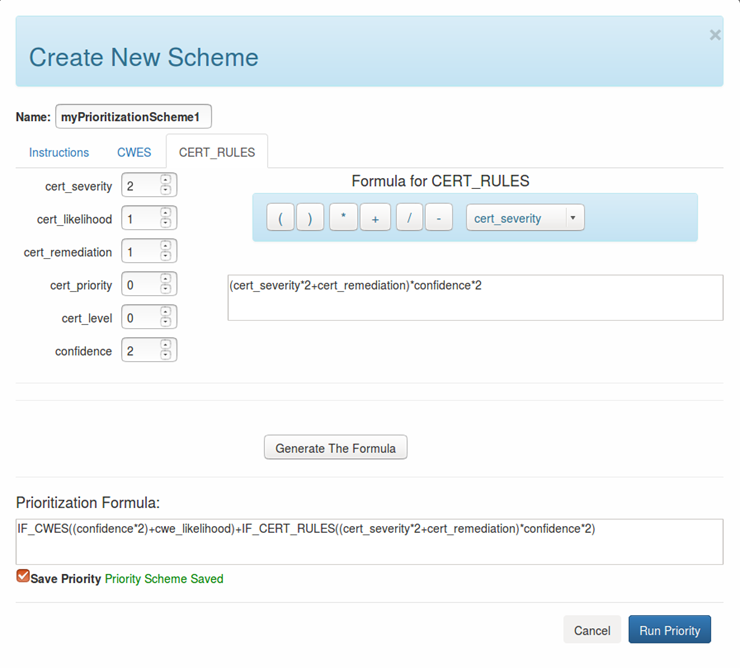 Create New Scheme
×
Name: myPrioritizationScheme1
Instructions CWES CERT_RULES
cert_severity 2
cert_likelihood 1
cert_remediation 1
cert_priority 0
cert_level 0
confidence 2
Formula for CERT_RULES
( ) * + / - cert_severity
(cert_severity*2+cert_remediation)*confidence*2
Generate The Formula
Prioritization Formula:
IF_CWES((confidence*2)+cwe_likelihood)+IF_CERT_RULES((cert_severity*2+cert_remediation)*confidence*2)
Save Priority Priority Scheme Saved
Cancel Run Priority